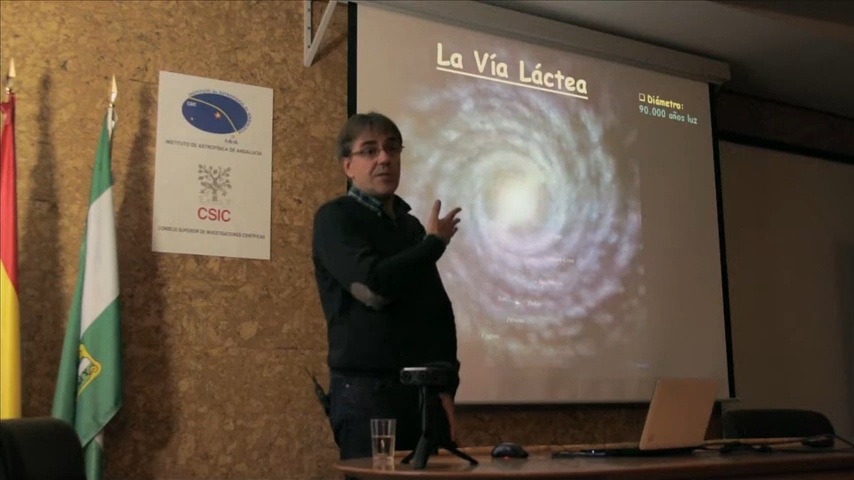 La Vía Láctea
❑ Diámetro:
90.000 años luz
CSIC
INSTITUTO DE ASTROFÍSICA DE ANDALUCÍA
CSIC
CONSEJO SUPERIOR DE INVESTIGACIONES CIENTÍFICAS